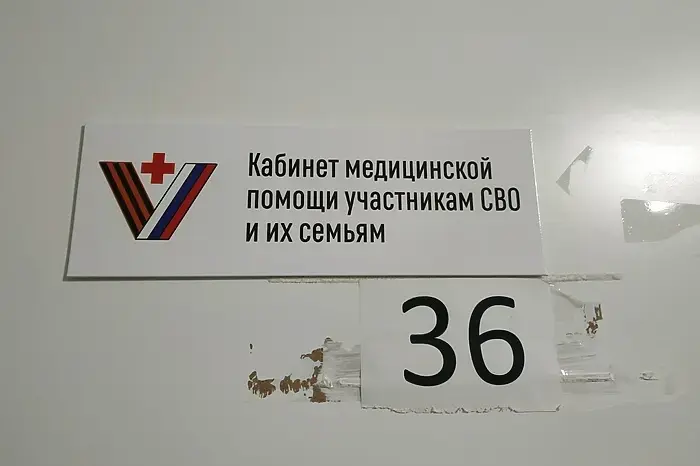 Кабинет медицинской
помощи участникам СВО
и их семьям
36